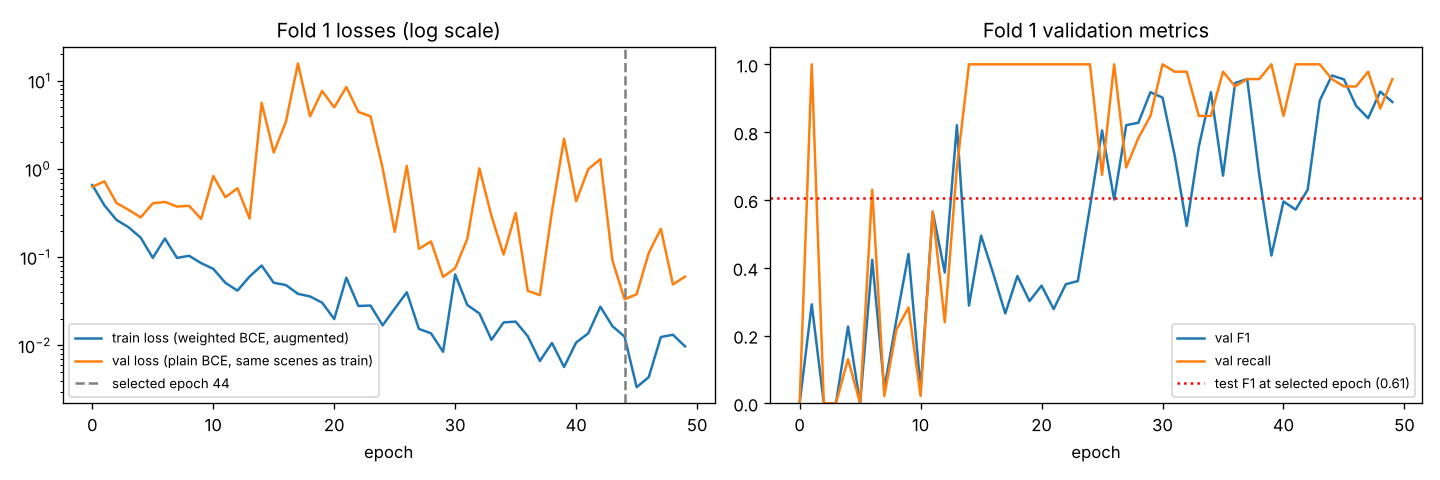 Fold 1 losses (log scale)
10¹
10⁰
10⁻¹
10⁻²
train loss (weighted BCE, augmented)
val loss (plain BCE, same scenes as train)
selected epoch 44
0 10 20 30 40 50
epoch
Fold 1 validation metrics
1.0
0.8
0.6
0.4
0.2
0.0
val F1
val recall
test F1 at selected epoch (0.61)
0 10 20 30 40 50
epoch